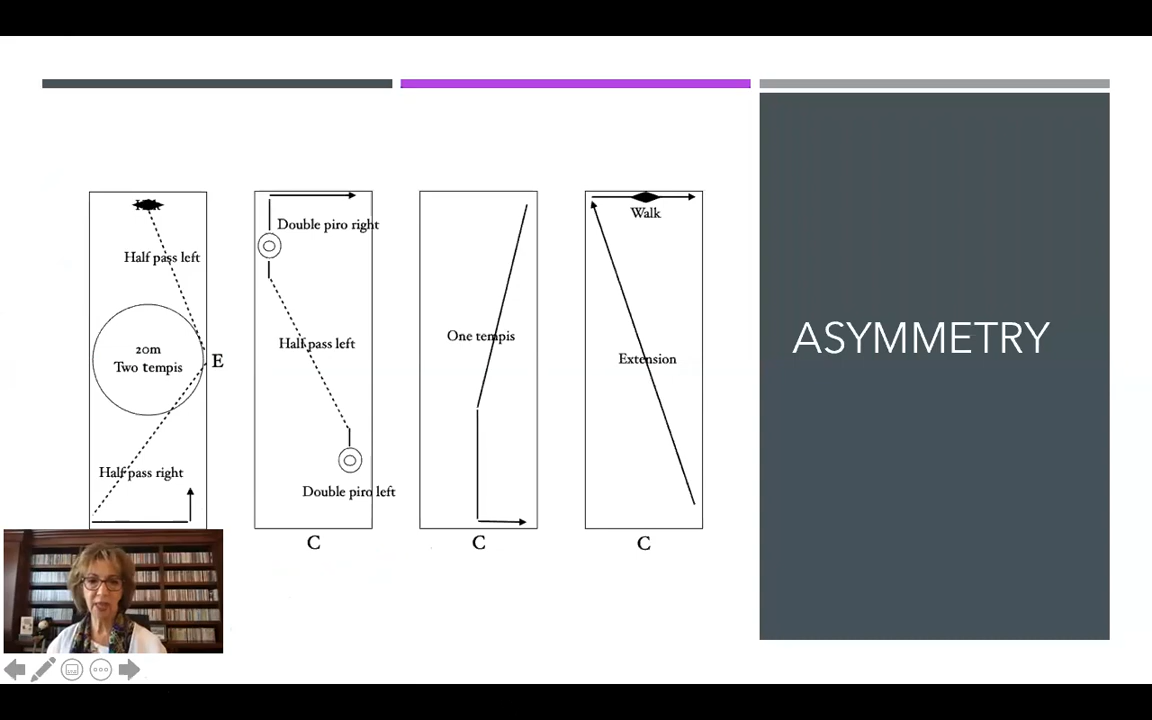 Half pass left
20m
Two tempis
E
Half pass right
Double piro right
Half pass left
Double piro left
C
One tempis
C
Walk
Extension
C
ASYMMETRY